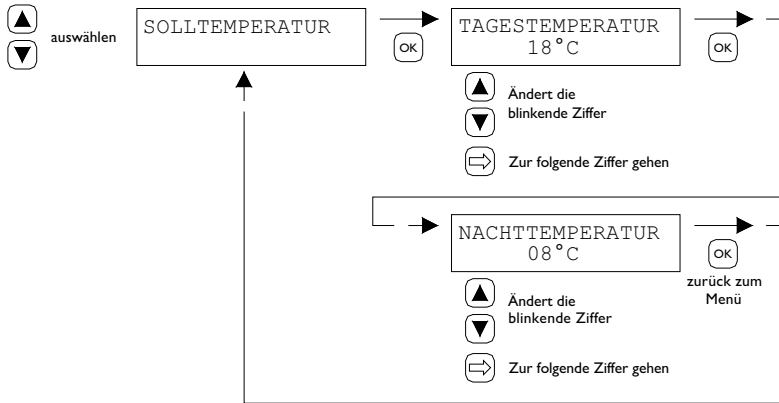 auswählen
SOLLTEMPERATUR
OK
TAGESTEMPERATUR
18°C
OK
Ändert die
blinkende Ziffer
Zur folgende Ziffer gehen
NACHTTEMPERATUR
08°C
OK
zurück zum
Menü
Ändert die
blinkende Ziffer
Zur folgende Ziffer gehen